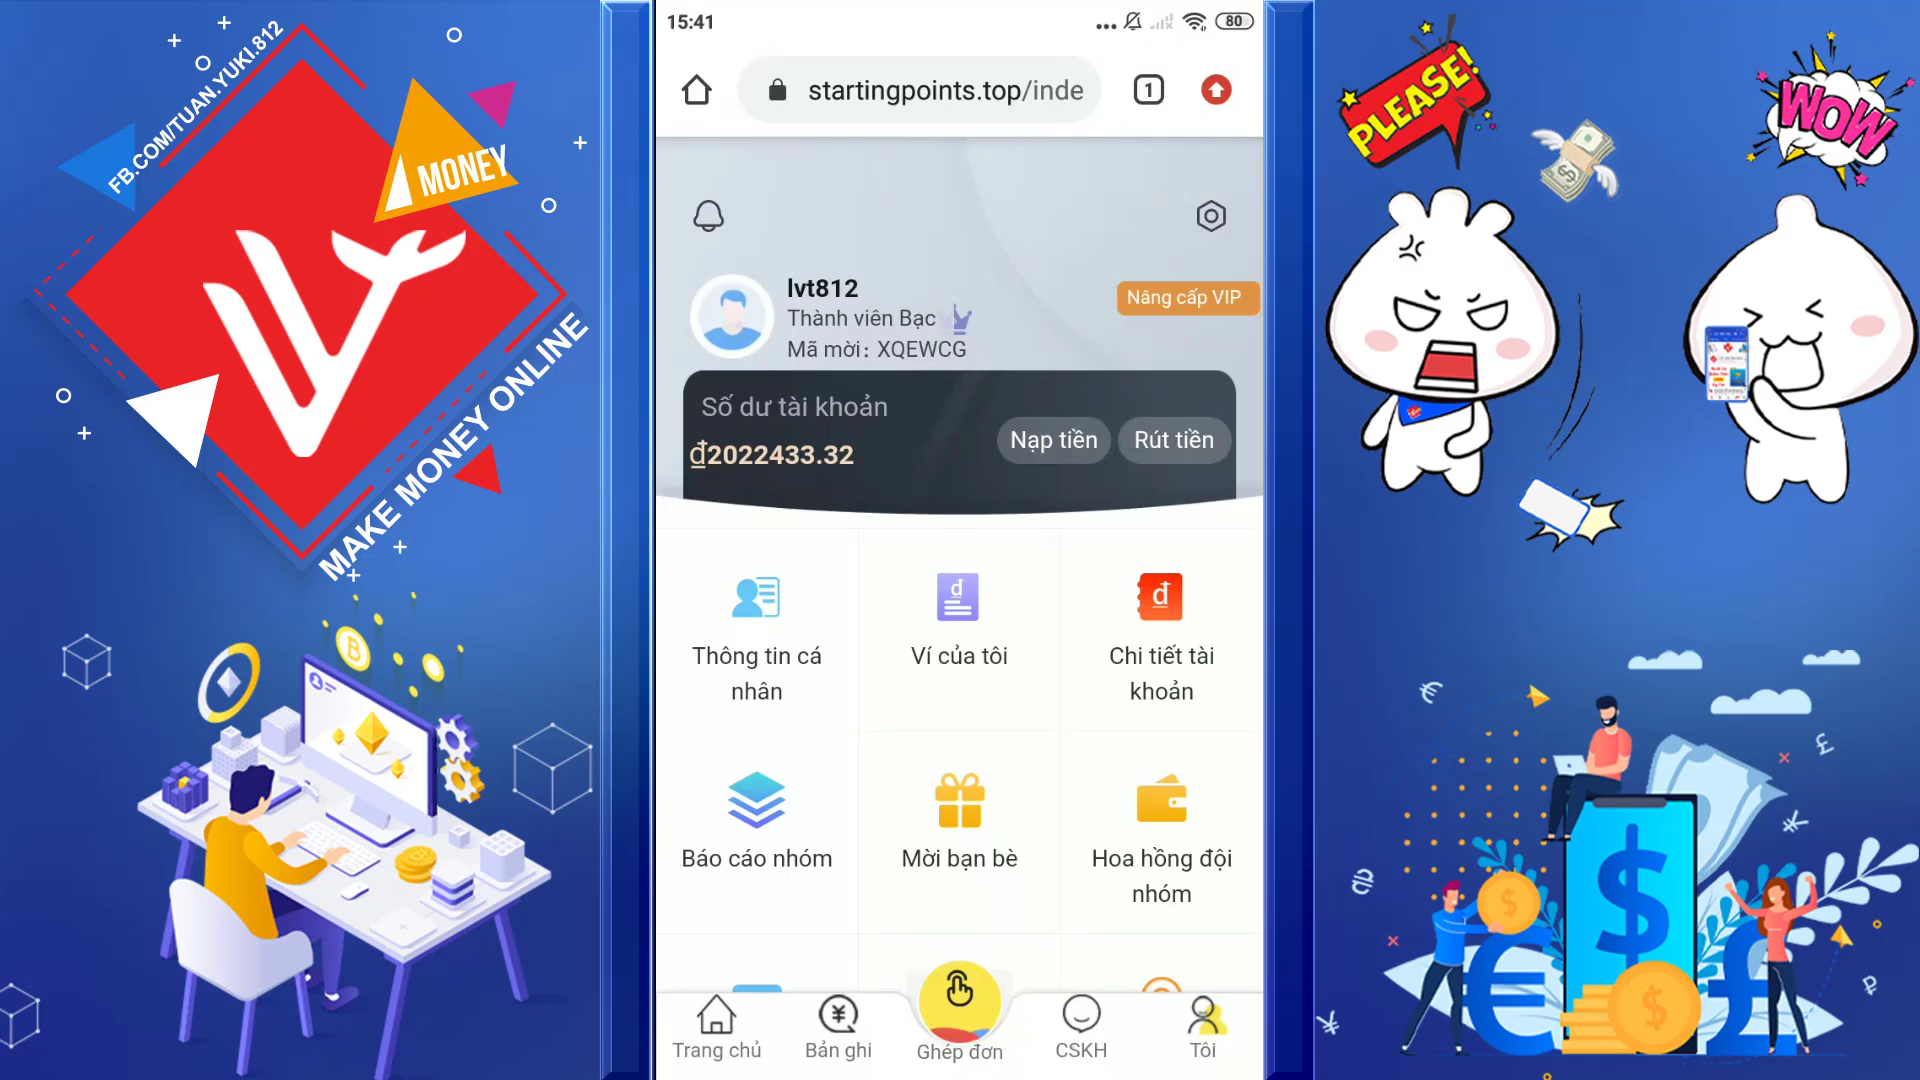 FB.COM/TUAN.YUKI.812
MONEY
MAKE MONEY ONLINE
15:41
80
startingpoints.top/inde
1
lvt812
Thành viên Bạc
Mã mời: XQEWCG
Nâng cấp VIP
Số dư tài khoản
₫2022433.32
Nạp tiền
Rút tiền
Thông tin cá
nhân
Ví của tôi
Chi tiết tài
khoản
Báo cáo nhóm
Mời bạn bè
Hoa hồng đội
nhóm
Trang chủ
Bản ghi
Ghép đơn
CSKH
Tôi
PLEASE!
WOW